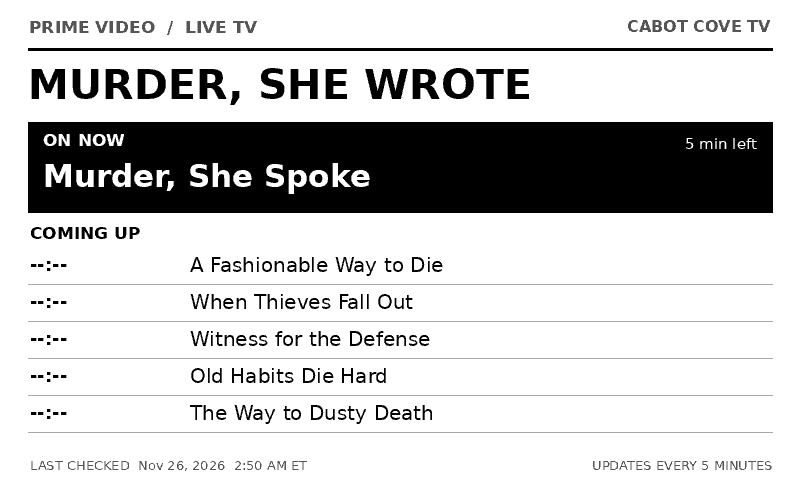 PRIME VIDEO / LIVE TV
CABOT COVE TV
MURDER, SHE WROTE
ON NOW
5 min left
Murder, She Spoke
COMING UP
--:-- A Fashionable Way to Die
--:-- When Thieves Fall Out
--:-- Witness for the Defense
--:-- Old Habits Die Hard
--:-- The Way to Dusty Death
LAST CHECKED Nov 26, 2026 2:50 AM ET
UPDATES EVERY 5 MINUTES